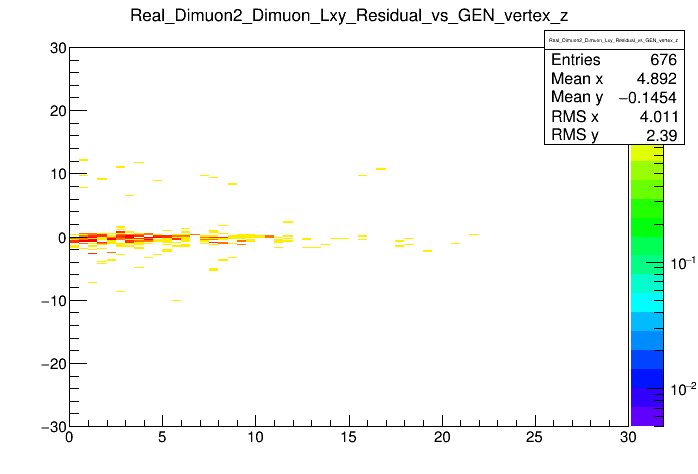 Real_Dimuon2_Dimuon_Lxy_Residual_vs_GEN_vertex_z
Real_Dimuon2_Dimuon_Lxy_Residual_vs_GEN_vertex_z
Entries 676
Mean x 4.892
Mean y −0.1454
RMS x 4.011
RMS y 2.39
30
20
10
0
−10
−20
−30
0 5 10 15 20 25 30
10⁻¹
10⁻²